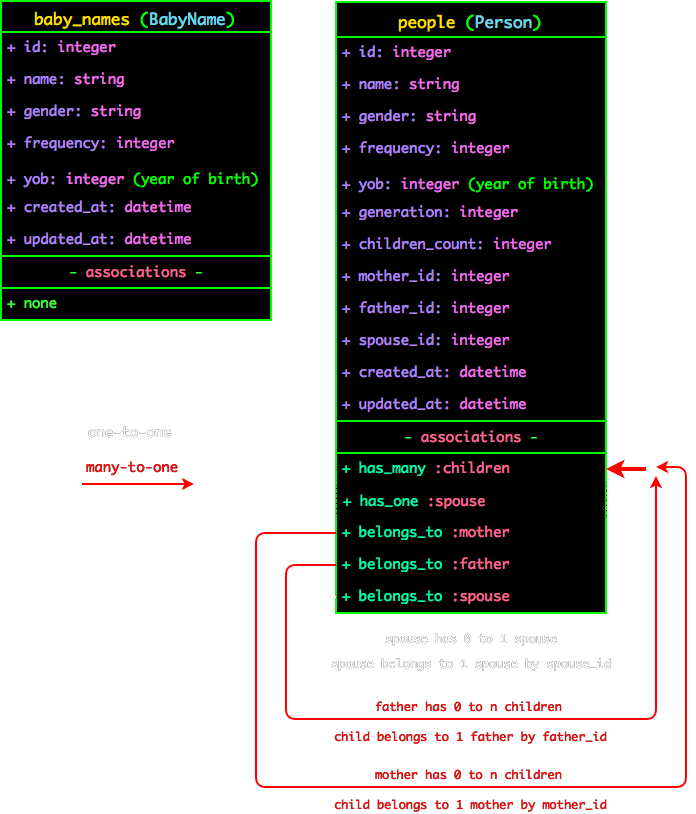 baby_names (BabyName)
+ id: integer
+ name: string
+ gender: string
+ frequency: integer
+ yob: integer (year of birth)
+ created_at: datetime
+ updated_at: datetime
- associations -
+ none
people (Person)
+ id: integer
+ name: string
+ gender: string
+ frequency: integer
+ yob: integer (year of birth)
+ generation: integer
+ children_count: integer
+ mother_id: integer
+ father_id: integer
+ spouse_id: integer
+ created_at: datetime
+ updated_at: datetime
- associations -
+ has_many :children
+ has_one :spouse
+ belongs_to :mother
+ belongs_to :father
+ belongs_to :spouse
one-to-one
many-to-one
spouse has 0 to 1 spouse
spouse belongs to 1 spouse by spouse_id
father has 0 to n children
child belongs to 1 father by father_id
mother has 0 to n children
child belongs to 1 mother by mother_id